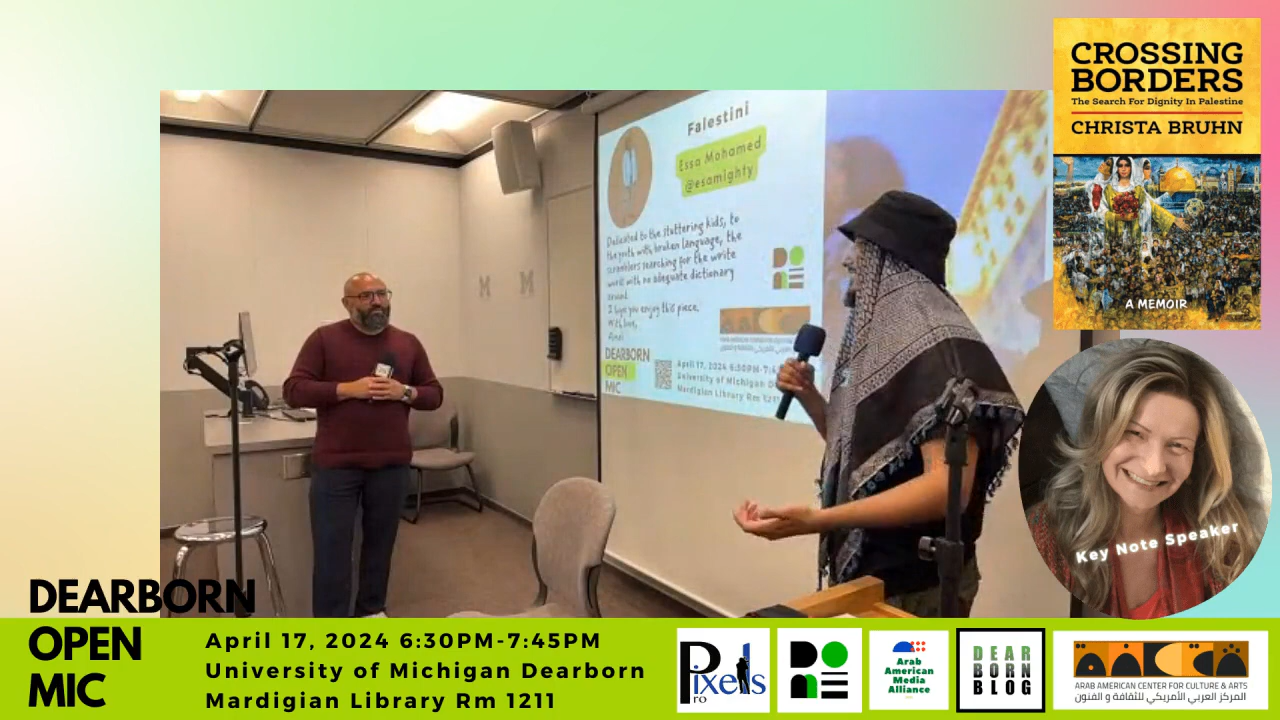 CROSSING
BORDERS
The Search For Dignity In Palestine
CHRISTA BRUHN
A MEMOIR
Key Note Speaker
Falestini
Essa Mohamed
@esamighty
Dedicated to the stuttering kids, to
the youth with broken language, the
scramblers searching for the write
word with no adequate dictionary
around.
I hope you enjoy this piece,
With love,
DEARBORN
OPEN
MIC
April 17, 2024 6:30PM-7:4
University of Michigan D
Mardigian Library Rm
DEARBORN
OPEN
MIC
April 17, 2024 6:30PM-7:45PM
University of Michigan Dearborn
Mardigian Library Rm 1211
Pixels
Pro
DONE
Arab
American
Media
Alliance
DEAR
BORN
BLOG
ARAB AMERICAN CENTER FOR CULTURE & ARTS
المركز العربي الأمريكي للثقافة و الفنون